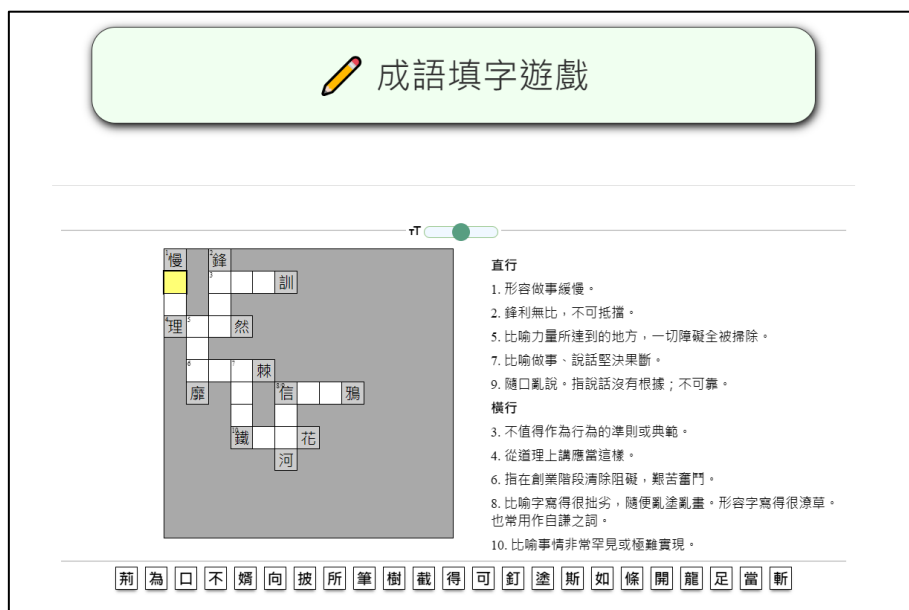 ✏️ 成語填字遊戲
тT
1 慢 2 鋒
3 訓
4 理 5 然
6 7 棘
靡 8 9 信 鴉
10 鐵 花
河
直行
1. 形容做事緩慢。
2. 鋒利無比，不可抵擋。
5. 比喻力量所達到的地方，一切障礙全被掃除。
7. 比喻做事、說話堅決果斷。
9. 隨口亂說。指說話沒有根據；不可靠。
橫行
3. 不值得作為行為的準則或典範。
4. 從道理上講應當這樣。
6. 指在創業階段清除阻礙，艱苦奮鬥。
8. 比喻字寫得很拙劣，隨便亂塗亂畫。形容字寫得很潦草。
也常用作自謙之詞。
10. 比喻事情非常罕見或極難實現。
荊 為 口 不 婿 向 披 所 筆 樹 截 得 可 釘 塗 斯 如 條 開 龍 足 當 斬